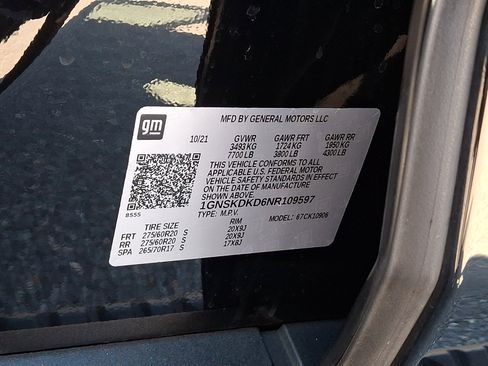 gm
MFD BY GENERAL MOTORS LLC
10/21 GVWR GAWR FRT GAWR RR
3493 KG 1724 KG 1950 KG
7700 LB 3800 LB 4300 LB
THIS VEHICLE CONFORMS TO ALL
APPLICABLE U.S. FEDERAL MOTOR
VEHICLE SAFETY STANDARDS IN EFFECT
ON THE DATE OF MANUFACTURE
SHOWN ABOVE.
1GNSKDKD6NR109597
8555
TYPE: M.P.V. MODEL: 67CK10906
TIRE SIZE RIM
FRT 275/60R20 S 20X9J
RR 275/60R20 S 20X9J
SPA 265/70R17 S 17X8J